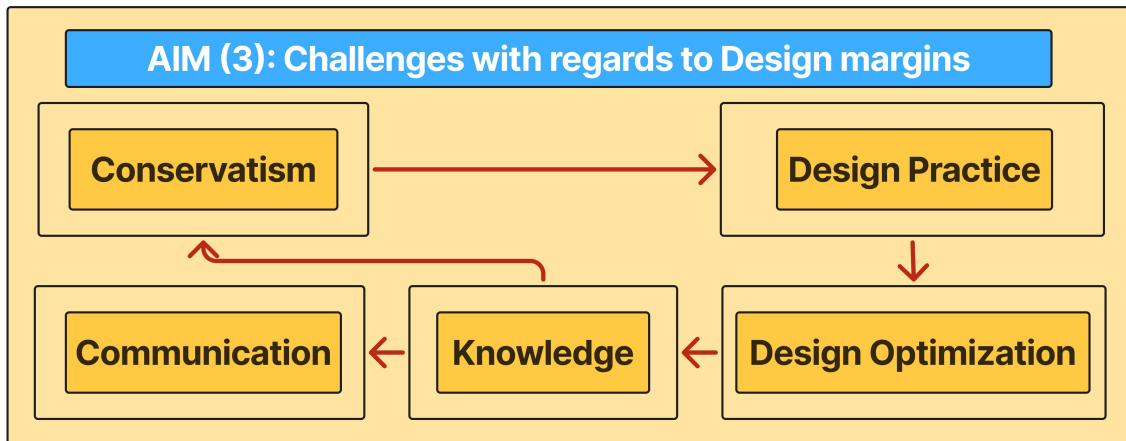 AIM (3): Challenges with regards to Design margins
Conservatism
Design Practice
Communication
Knowledge
Design Optimization